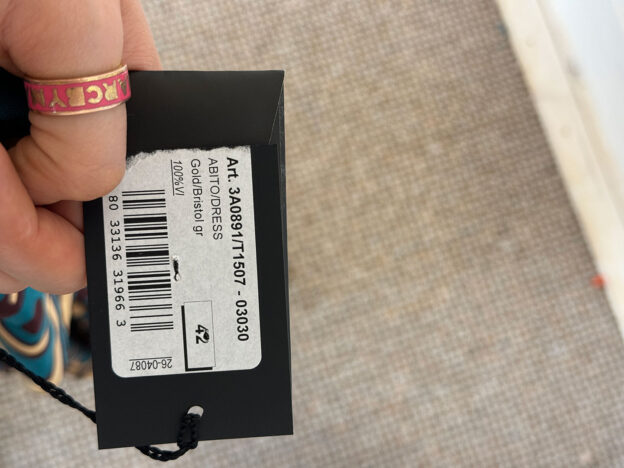 Art. 3A0891/T1507 - 03030
ABITO/DRESS
Gold/Bristol gr
100%VI
42
80 33136 31966 3
26-04087